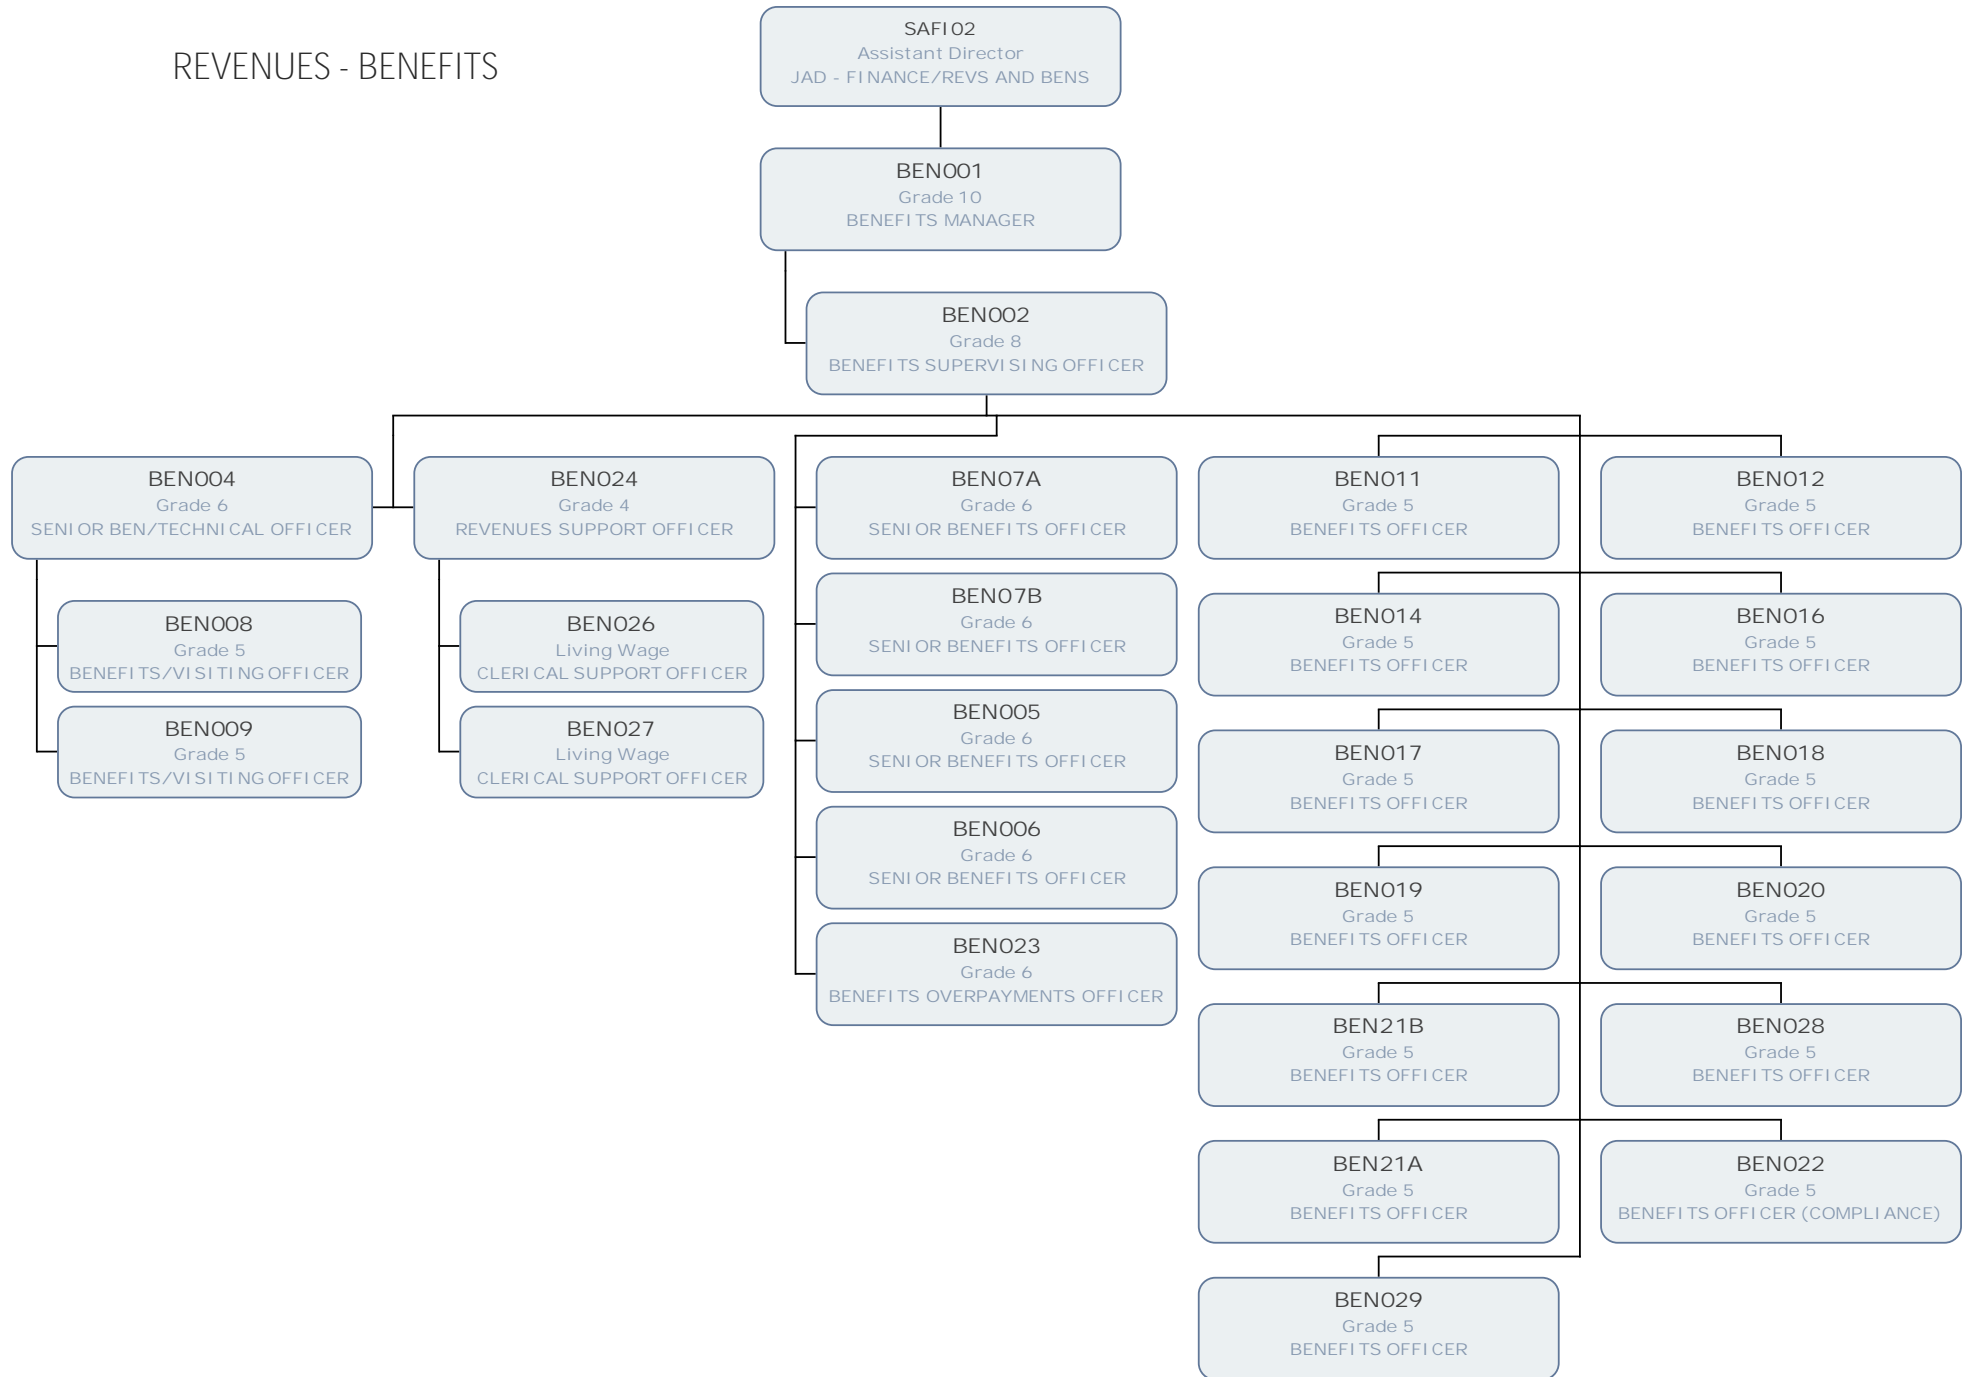 REVENUES - BENEFITS
SAFI02
Assistant Director
JAD - FINANCE/REVS AND BENS
BEN001
Grade 10
BENEFITS MANAGER
BEN002
Grade 8
BENEFITS SUPERVISING OFFICER
BEN004
Grade 6
SENIOR BEN/TECHNICAL OFFICER
BEN008
Grade 5
BENEFITS/VISITING OFFICER
BEN009
Grade 5
BENEFITS/VISITING OFFICER
BEN024
Grade 4
REVENUES SUPPORT OFFICER
BEN026
Living Wage
CLERICAL SUPPORT OFFICER
BEN027
Living Wage
CLERICAL SUPPORT OFFICER
BEN07A
Grade 6
SENIOR BENEFITS OFFICER
BEN07B
Grade 6
SENIOR BENEFITS OFFICER
BEN005
Grade 6
SENIOR BENEFITS OFFICER
BEN006
Grade 6
SENIOR BENEFITS OFFICER
BEN023
Grade 6
BENEFITS OVERPAYMENTS OFFICER
BEN011
Grade 5
BENEFITS OFFICER
BEN012
Grade 5
BENEFITS OFFICER
BEN014
Grade 5
BENEFITS OFFICER
BEN016
Grade 5
BENEFITS OFFICER
BEN017
Grade 5
BENEFITS OFFICER
BEN018
Grade 5
BENEFITS OFFICER
BEN019
Grade 5
BENEFITS OFFICER
BEN020
Grade 5
BENEFITS OFFICER
BEN21B
Grade 5
BENEFITS OFFICER
BEN028
Grade 5
BENEFITS OFFICER
BEN21A
Grade 5
BENEFITS OFFICER
BEN022
Grade 5
BENEFITS OFFICER (COMPLIANCE)
BEN029
Grade 5
BENEFITS OFFICER